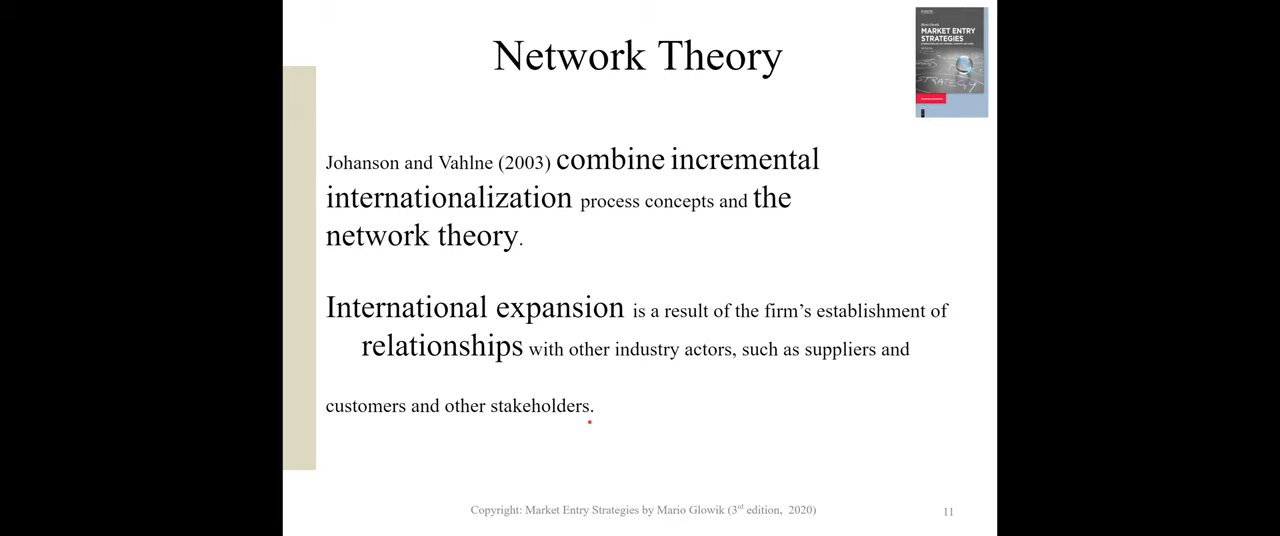 Network Theory
Mario Glowik
MARKET ENTRY
STRATEGIES
Johanson and Vahlne (2003) combine incremental
internationalization process concepts and the
network theory.
International expansion is a result of the firm’s establishment of
relationships with other industry actors, such as suppliers and
customers and other stakeholders.
Copyright: Market Entry Strategies by Mario Glowik (3rd edition, 2020)
11